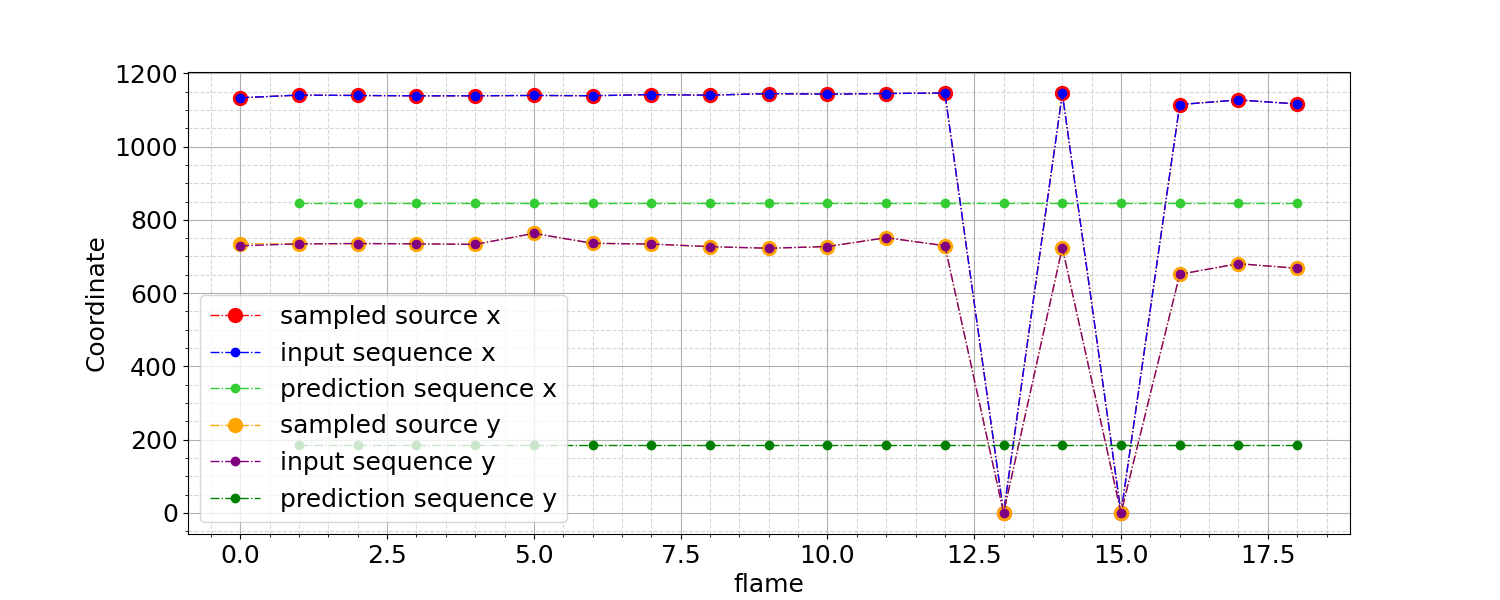 1200
1000
800
600
400
200
0
Coordinate
sampled source x
input sequence x
prediction sequence x
sampled source y
input sequence y
prediction sequence y
0.0 2.5 5.0 7.5 10.0 12.5 15.0 17.5
flame